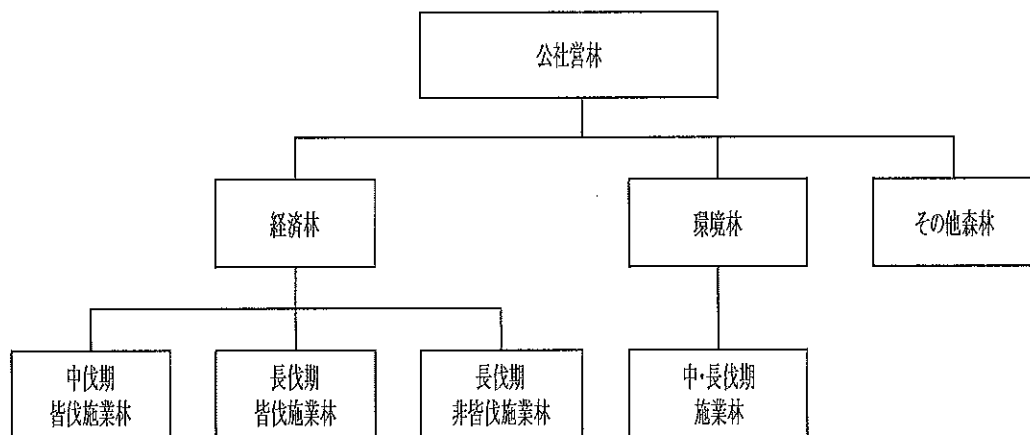 公社営林
経済林
環境林
その他森林
中伐期
皆伐施業林
長伐期
皆伐施業林
長伐期
非皆伐施業林
中・長伐期
施業林